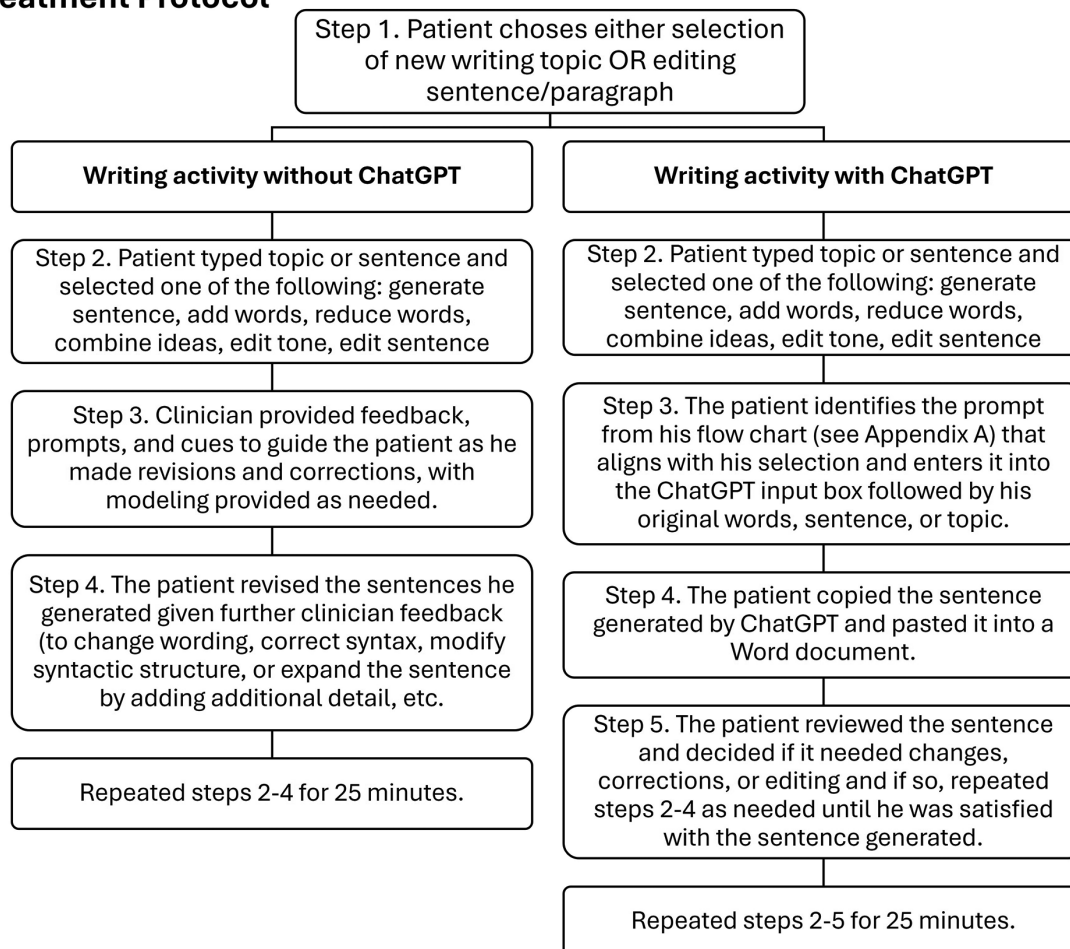 eatment Protocol
Step 1. Patient choses either selection
of new writing topic OR editing
sentence/paragraph
Writing activity without ChatGPT
Step 2. Patient typed topic or sentence and
selected one of the following: generate
sentence, add words, reduce words,
combine ideas, edit tone, edit sentence
Step 3. Clinician provided feedback,
prompts, and cues to guide the patient as he
made revisions and corrections, with
modeling provided as needed.
Step 4. The patient revised the sentences he
generated given further clinician feedback
(to change wording, correct syntax, modify
syntactic structure, or expand the sentence
by adding additional detail, etc.
Repeated steps 2-4 for 25 minutes.
Writing activity with ChatGPT
Step 2. Patient typed topic or sentence and
selected one of the following: generate
sentence, add words, reduce words,
combine ideas, edit tone, edit sentence
Step 3. The patient identifies the prompt
from his flow chart (see Appendix A) that
aligns with his selection and enters it into
the ChatGPT input box followed by his
original words, sentence, or topic.
Step 4. The patient copied the sentence
generated by ChatGPT and pasted it into a
Word document.
Step 5. The patient reviewed the sentence
and decided if it needed changes,
corrections, or editing and if so, repeated
steps 2-4 as needed until he was satisfied
with the sentence generated.
Repeated steps 2-5 for 25 minutes.